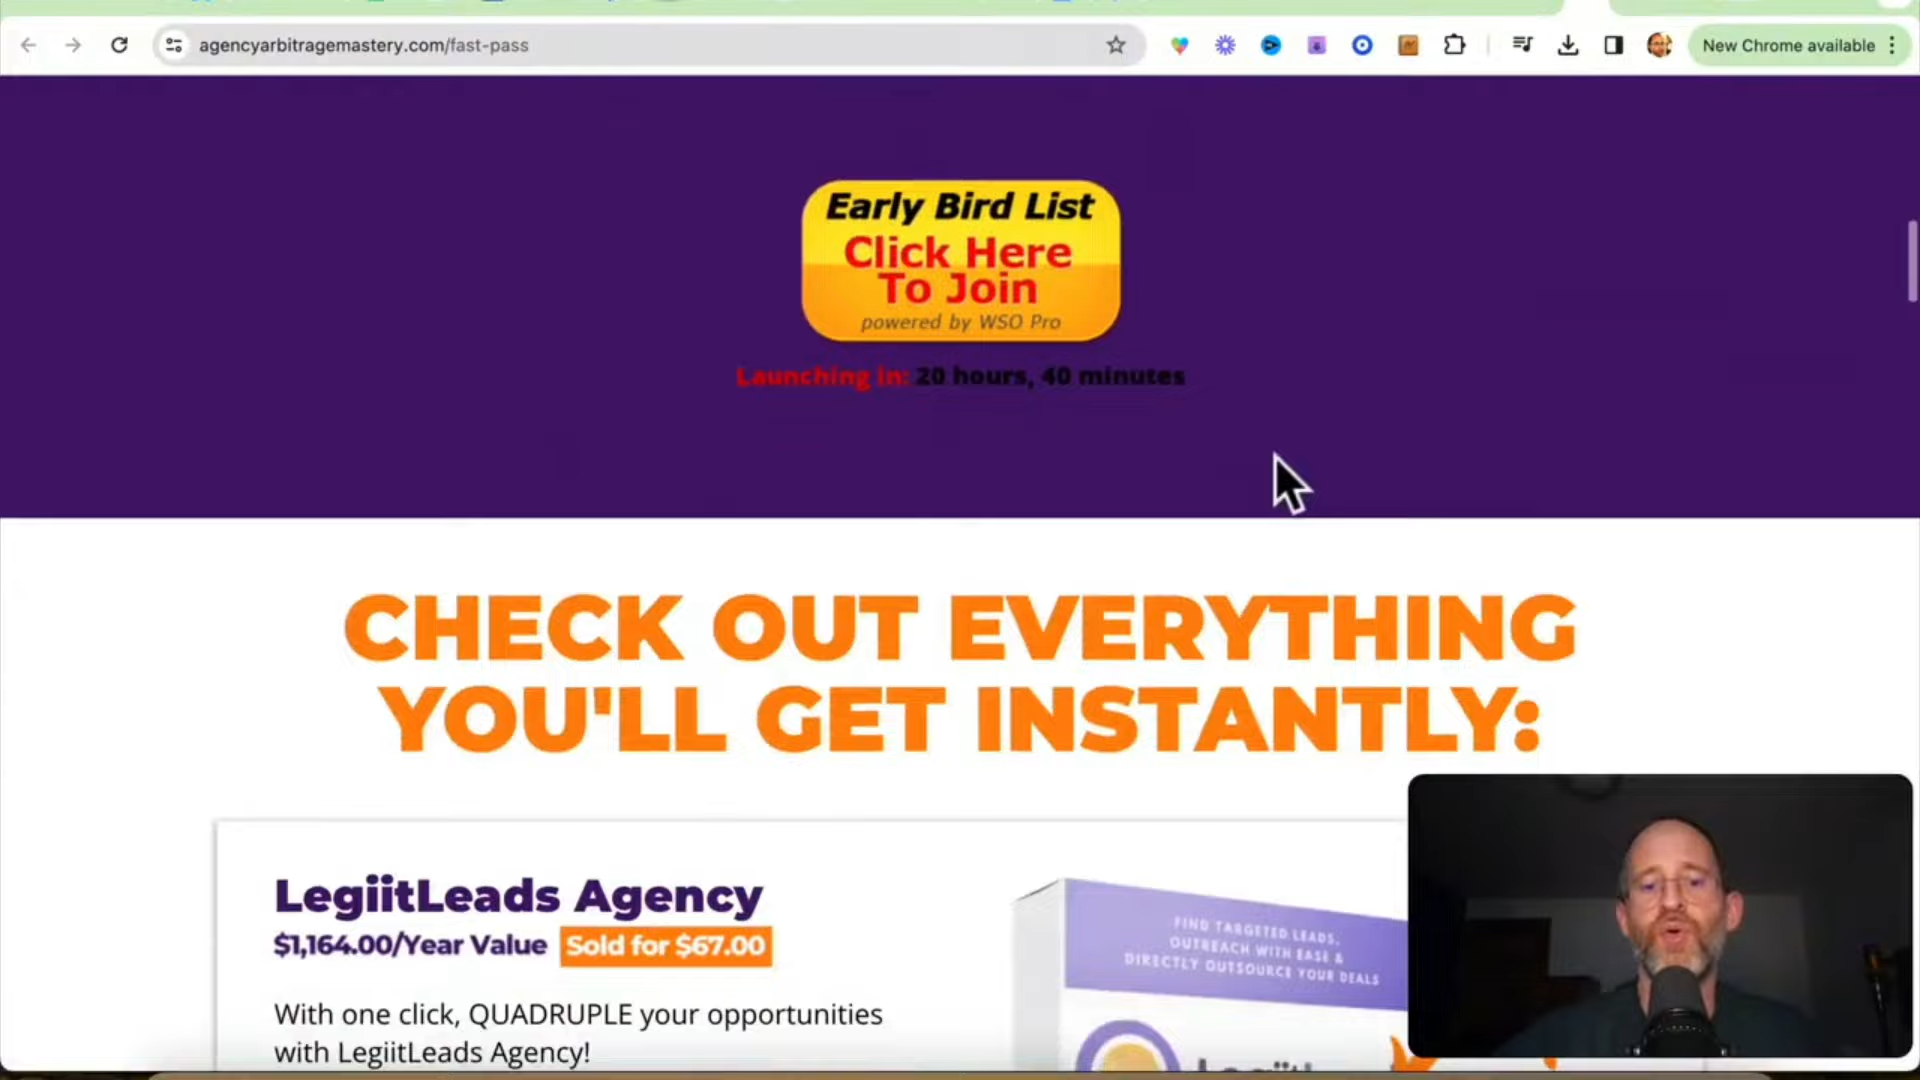 agencyarbitragemastery.com/fast-pass
New Chrome available
Early Bird List
Click Here
To Join
powered by WSO Pro
Launching in: 20 hours, 40 minutes
CHECK OUT EVERYTHING
YOU'LL GET INSTANTLY:
LegiitLeads Agency
$1,164.00/Year Value Sold for $67.00
With one click, QUADRUPLE your opportunities
with LegiitLeads Agency!
FIND TARGETED LEADS,
OUTREACH WITH EASE &
DIRECTLY OUTSOURCE YOUR DEALS